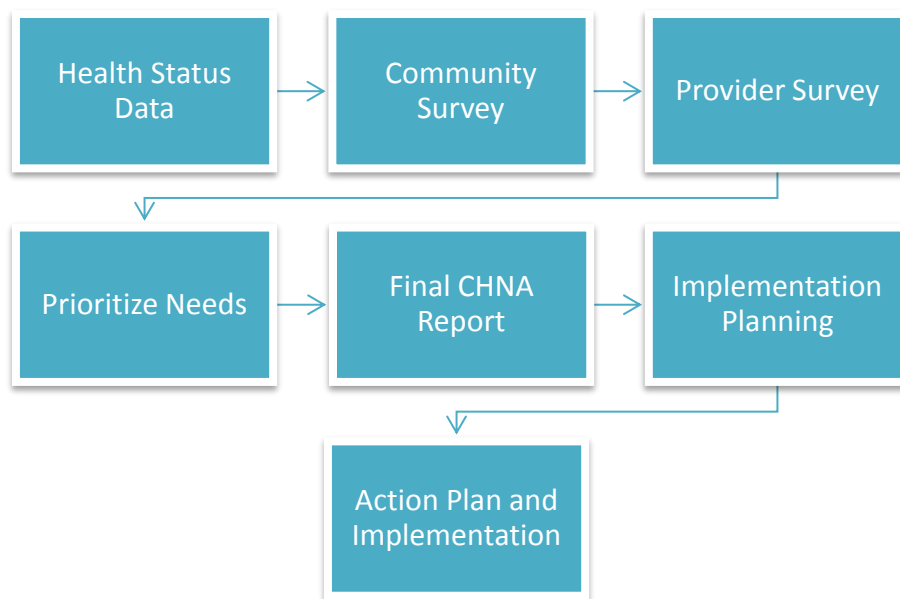 Health Status
Data
Community
Survey
Provider Survey
Prioritize Needs
Final CHNA
Report
Implementation
Planning
Action Plan and
Implementation